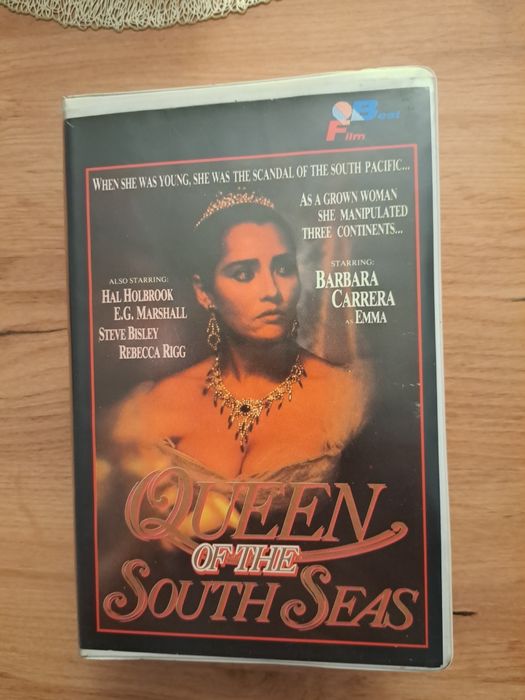 Best
Film
WHEN SHE WAS YOUNG, SHE WAS THE SCANDAL OF THE SOUTH PACIFIC...
AS A GROWN WOMAN
SHE MANIPULATED
THREE CONTINENTS...
STARRING:
BARBARA
CARRERA
AS EMMA
ALSO STARRING:
HAL HOLBROOK
E.G. MARSHALL
STEVE BISLEY
REBECCA RIGG
QUEEN
OF THE
SOUTH SEAS